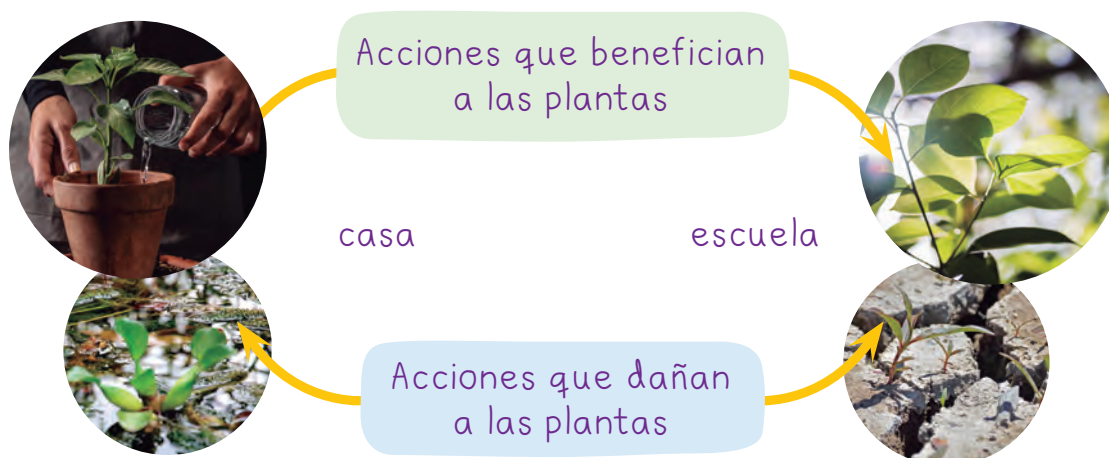 Acciones que benefician
a las plantas
casa
escuela
Acciones que dañan
a las plantas